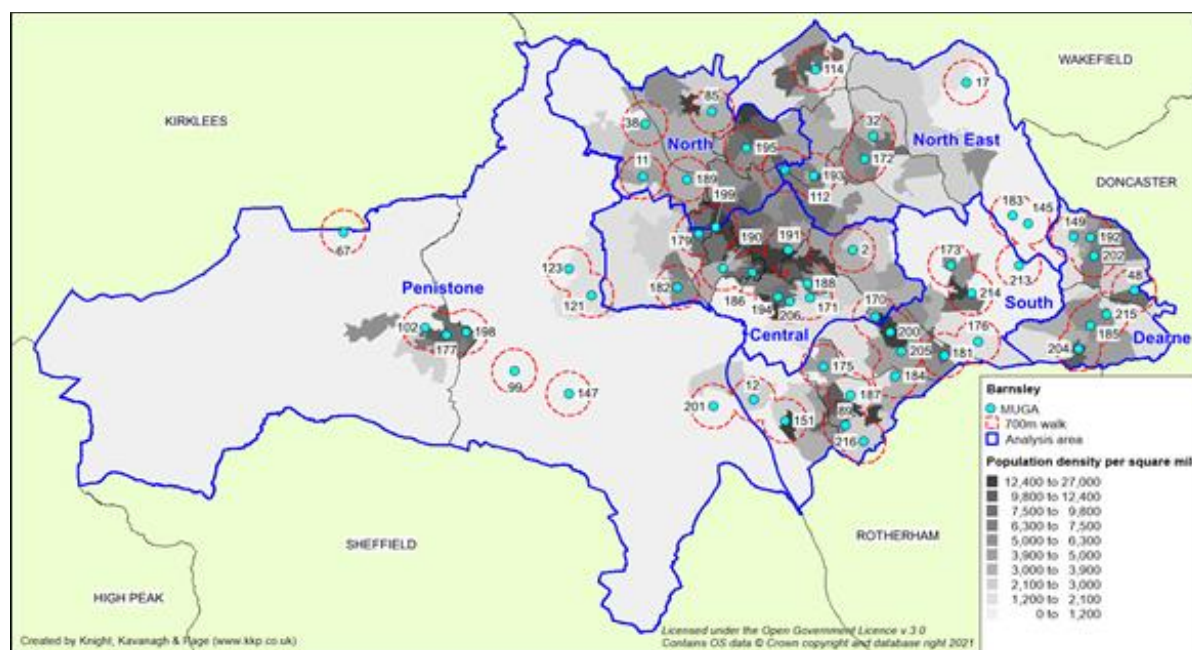 WAKEFIELD
114
17
KIRKLEES
85
38
32
North
195
North East
11
172
189
193
199
112
DONCASTER
183
145
149
179
190
191
2
192
67
173
202
123
182
188
213
48
121
186
214
Penistone
194
171
South
206
170
215
102
198
Central
200
176
185
Dearne
177
205
181
204
175
99
184
147
12
187
201
151
89
216
SHEFFIELD
ROTHERHAM
HIGH PEAK
Barnsley
MUGA
700m walk
Analysis area
Population density per square mil
12,400 to 27,000
9,800 to 12,400
7,500 to 9,800
6,300 to 7,500
5,000 to 6,300
3,900 to 5,000
3,000 to 3,900
2,100 to 3,000
1,200 to 2,100
0 to 1,200
Created by Knight, Kavanagh & Page (www.kkp.co.uk)
Licensed under the Open Government Licence v.3.0
Contains OS data © Crown copyright and database right 2021